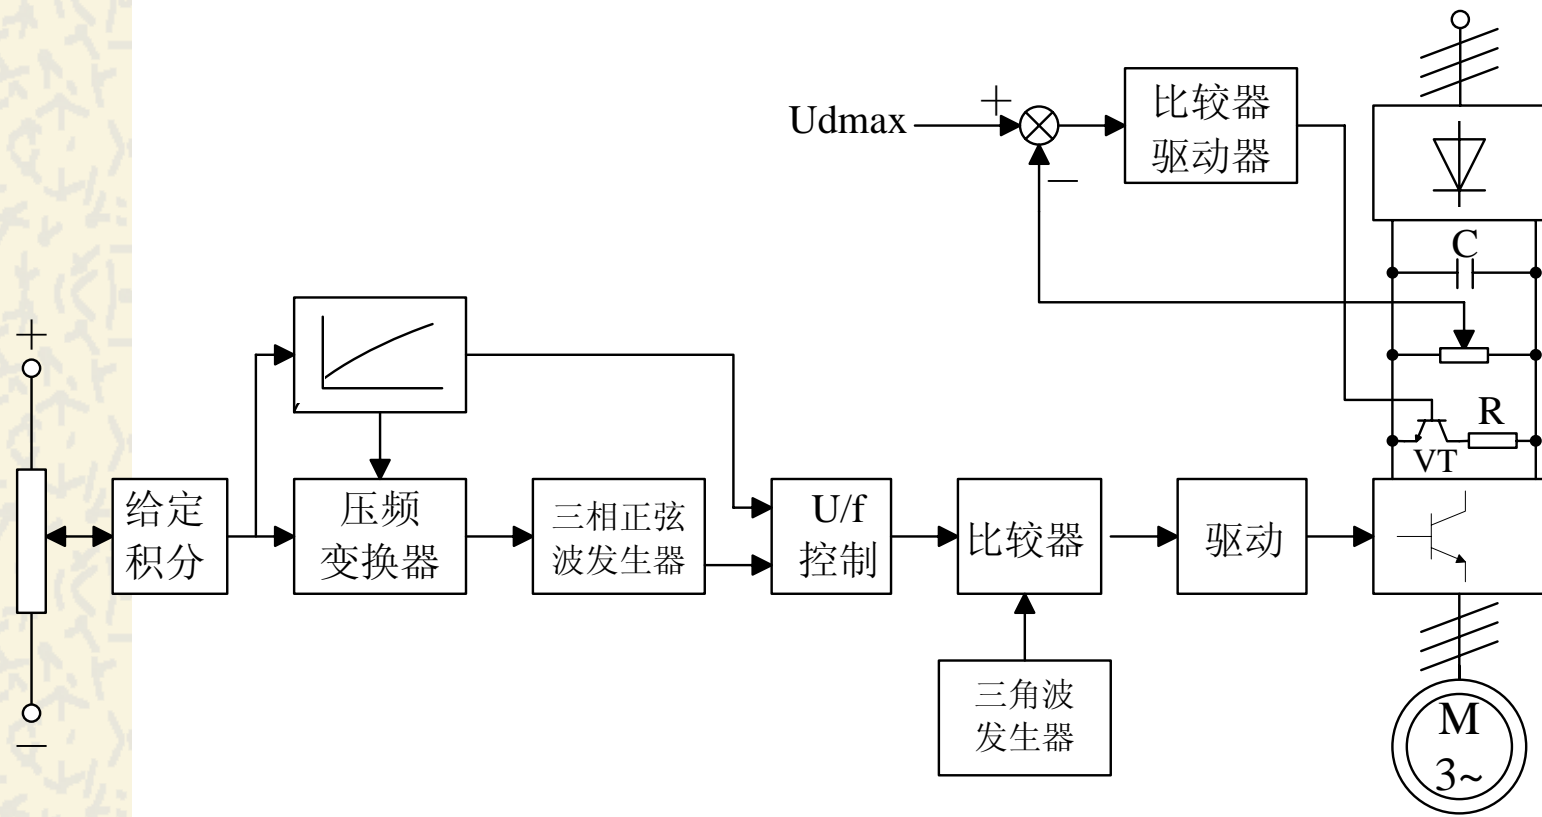 Udmax
+
—
比较器
驱动器
C
R
VT
+
—
给定
积分
压频
变换器
三相正弦
波发生器
U/f
控制
比较器
驱动
三角波
发生器
M
3~